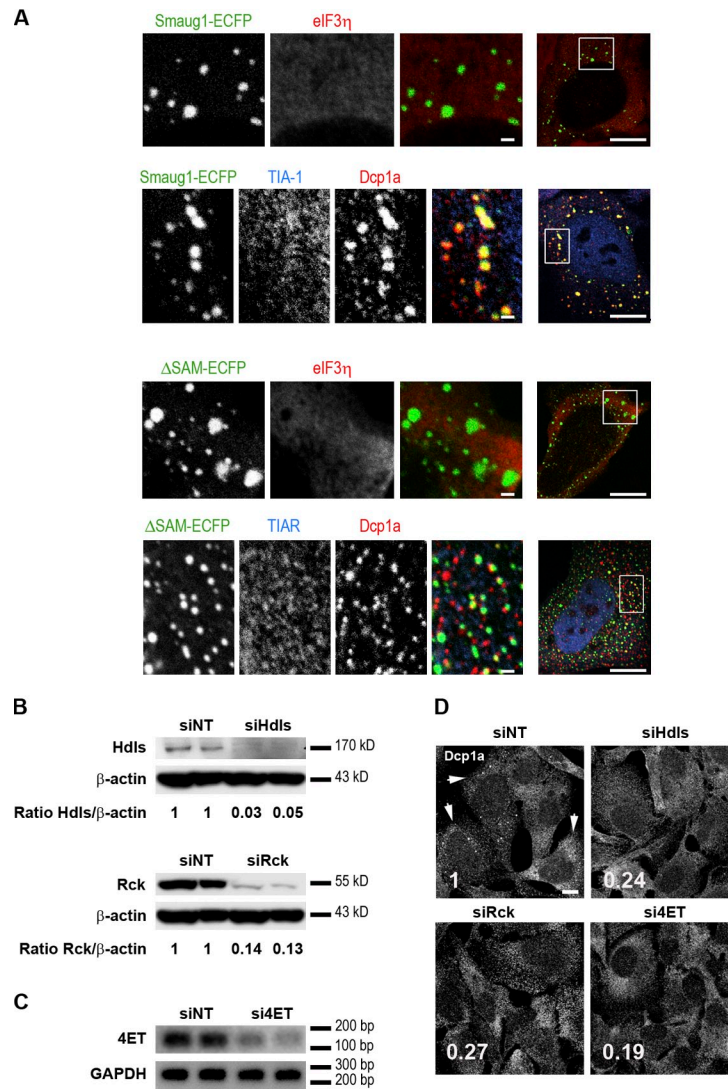 A
Smaug1-ECFP eIF3η
Smaug1-ECFP TIA-1 Dcp1a
ΔSAM-ECFP eIF3η
ΔSAM-ECFP TIAR Dcp1a
B
siNT siHdls
Hdls 170 kD
β-actin 43 kD
Ratio Hdls/β-actin 1 1 0.03 0.05
siNT siRck
Rck 55 kD
β-actin 43 kD
Ratio Rck/β-actin 1 1 0.14 0.13
C
siNT si4ET
4ET 200 bp
100 bp
GAPDH 300 bp
200 bp
D
siNT siHdls
Dcp1a
1 0.24
siRck si4ET
0.27 0.19